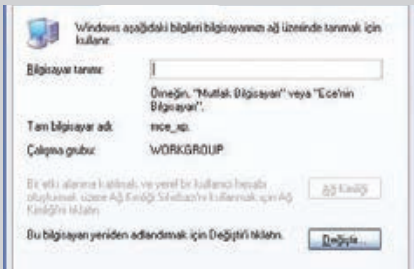 Windows aşağıdaki bilgileri bilgisayarınızı ağ üzerinde tanımak için
kullanır.
Bilgisayar tanımı:
Örneğin, "Mutfak Bilgisayarı" veya "Ece'nin
Bilgisayarı".
Tam bilgisayar adı: mce_xp.
Çalışma grubu: WORKGROUP
Bir etki alanına katılmak ve yerel bir kullanıcı hesabı
oluşturmak üzere Ağ Kimliği Sihirbazı'nı kullanmak için Ağ
Kimliği'ni tıklatın.
Ağ Kimliği
Bu bilgisayarı yeniden adlandırmak için Değiştir'i tıklatın.
Değiştir...